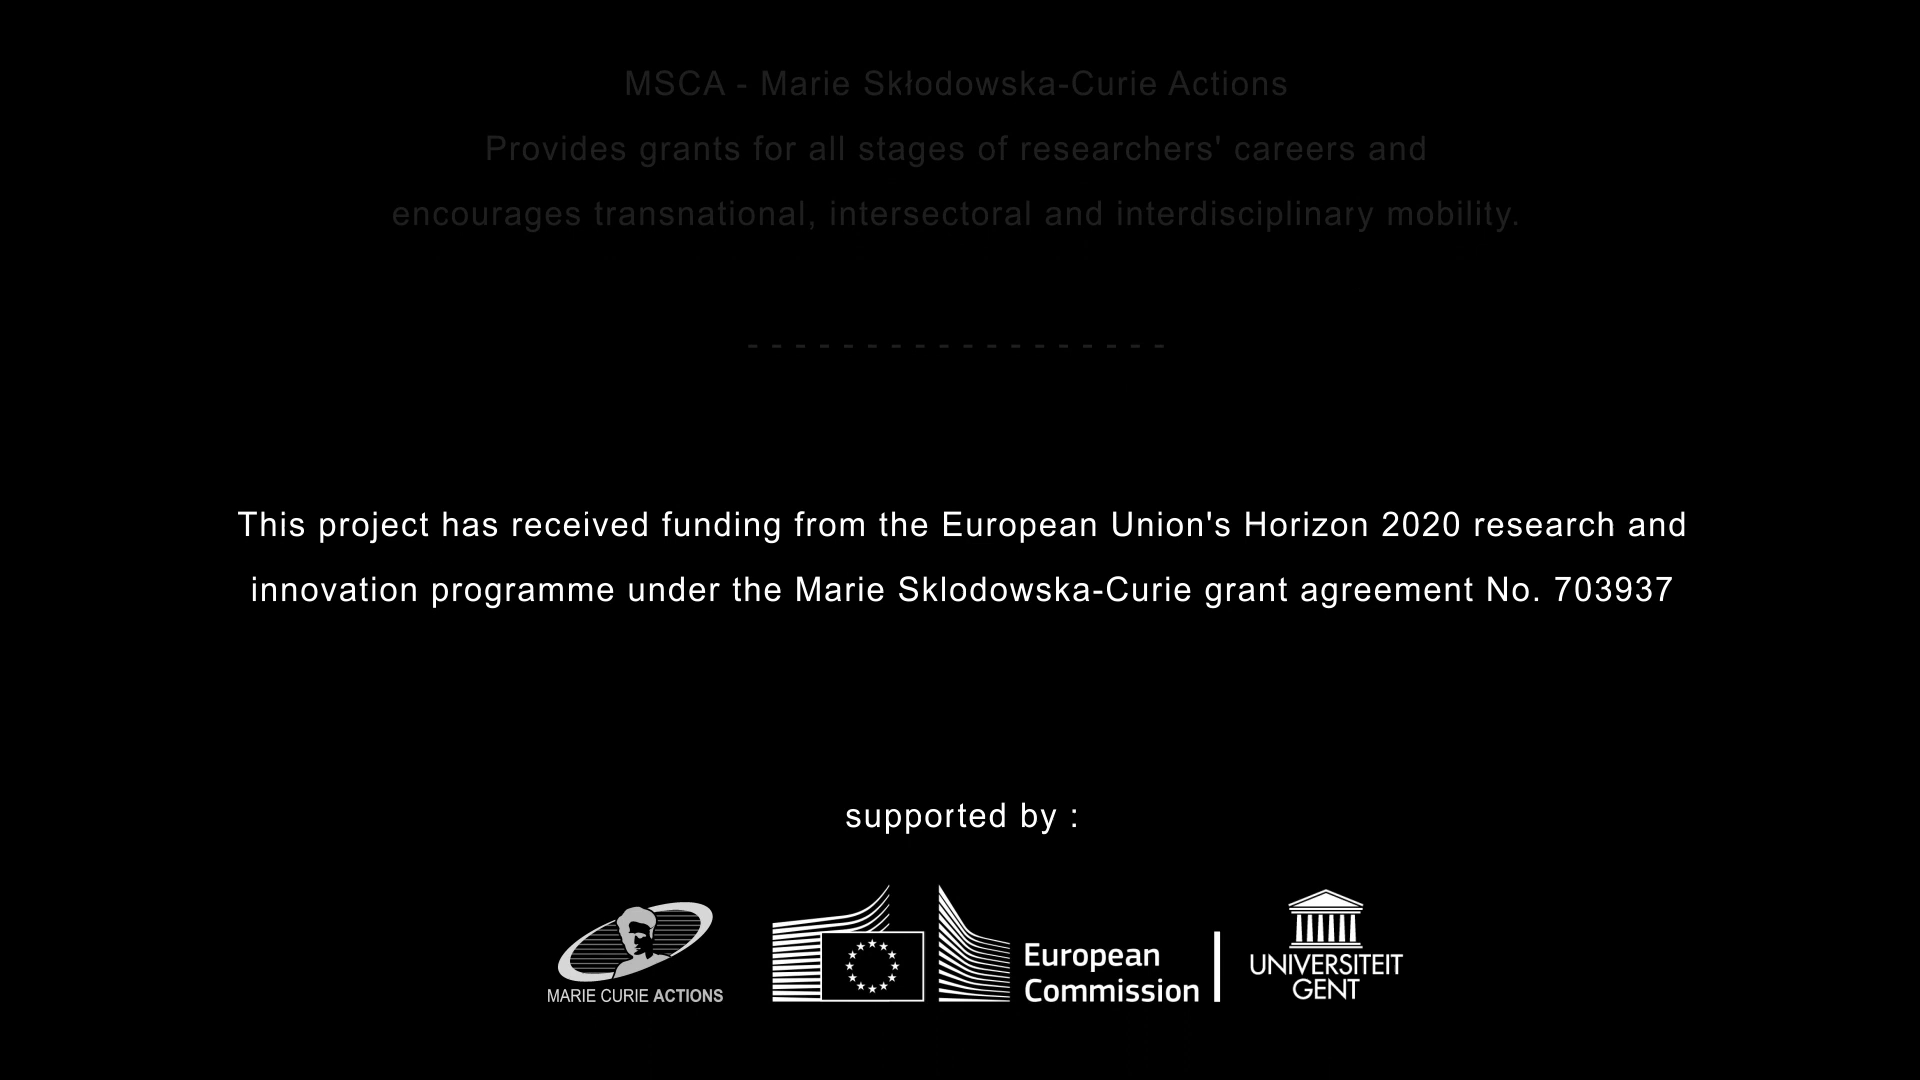 MSCA - Marie Skłodowska-Curie Actions
Provides grants for all stages of researchers' careers and
encourages transnational, intersectoral and interdisciplinary mobility.
- - - - - - - - - - - - - - - - - -
This project has received funding from the European Union's Horizon 2020 research and
innovation programme under the Marie Sklodowska-Curie grant agreement No. 703937
supported by :
MARIE CURIE ACTIONS
European
Commission
UNIVERSITEIT
GENT